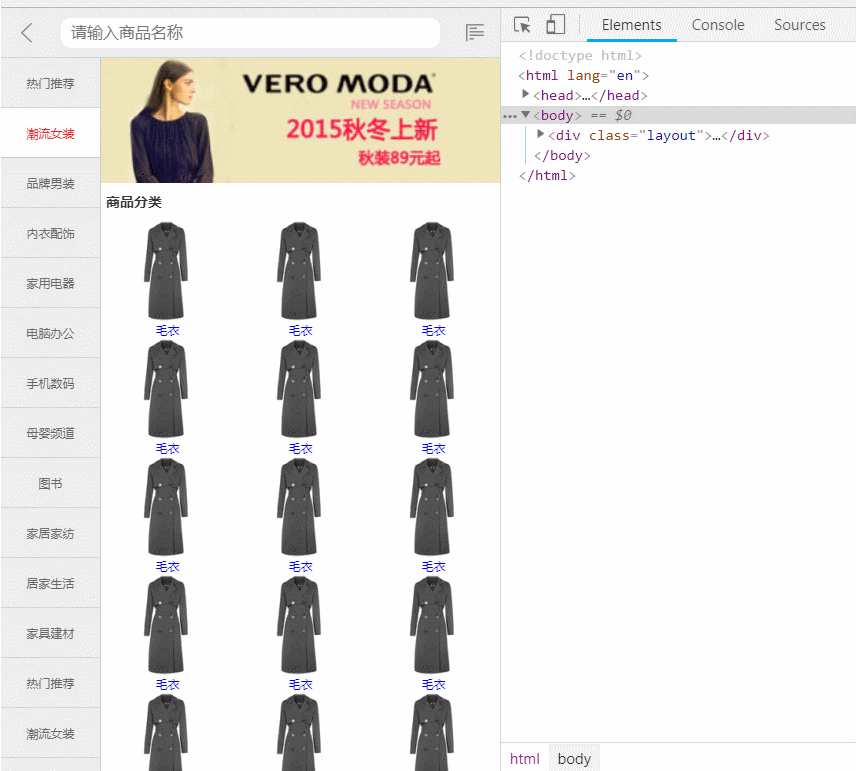 请输入商品名称
热门推荐
潮流女装
品牌男装
内衣配饰
家用电器
电脑办公
手机数码
母婴频道
图书
家居家纺
居家生活
家具建材
热门推荐
潮流女装
VERO MODA
NEW SEASON
2015秋冬上新
秋装89元起
商品分类
毛衣 毛衣 毛衣
毛衣 毛衣 毛衣
毛衣 毛衣 毛衣
毛衣 毛衣 毛衣
Elements Console Sources
<!doctype html>
<html lang="en">
<head>…</head>
<body> == $0
<div class="layout">…</div>
</body>
</html>
html body